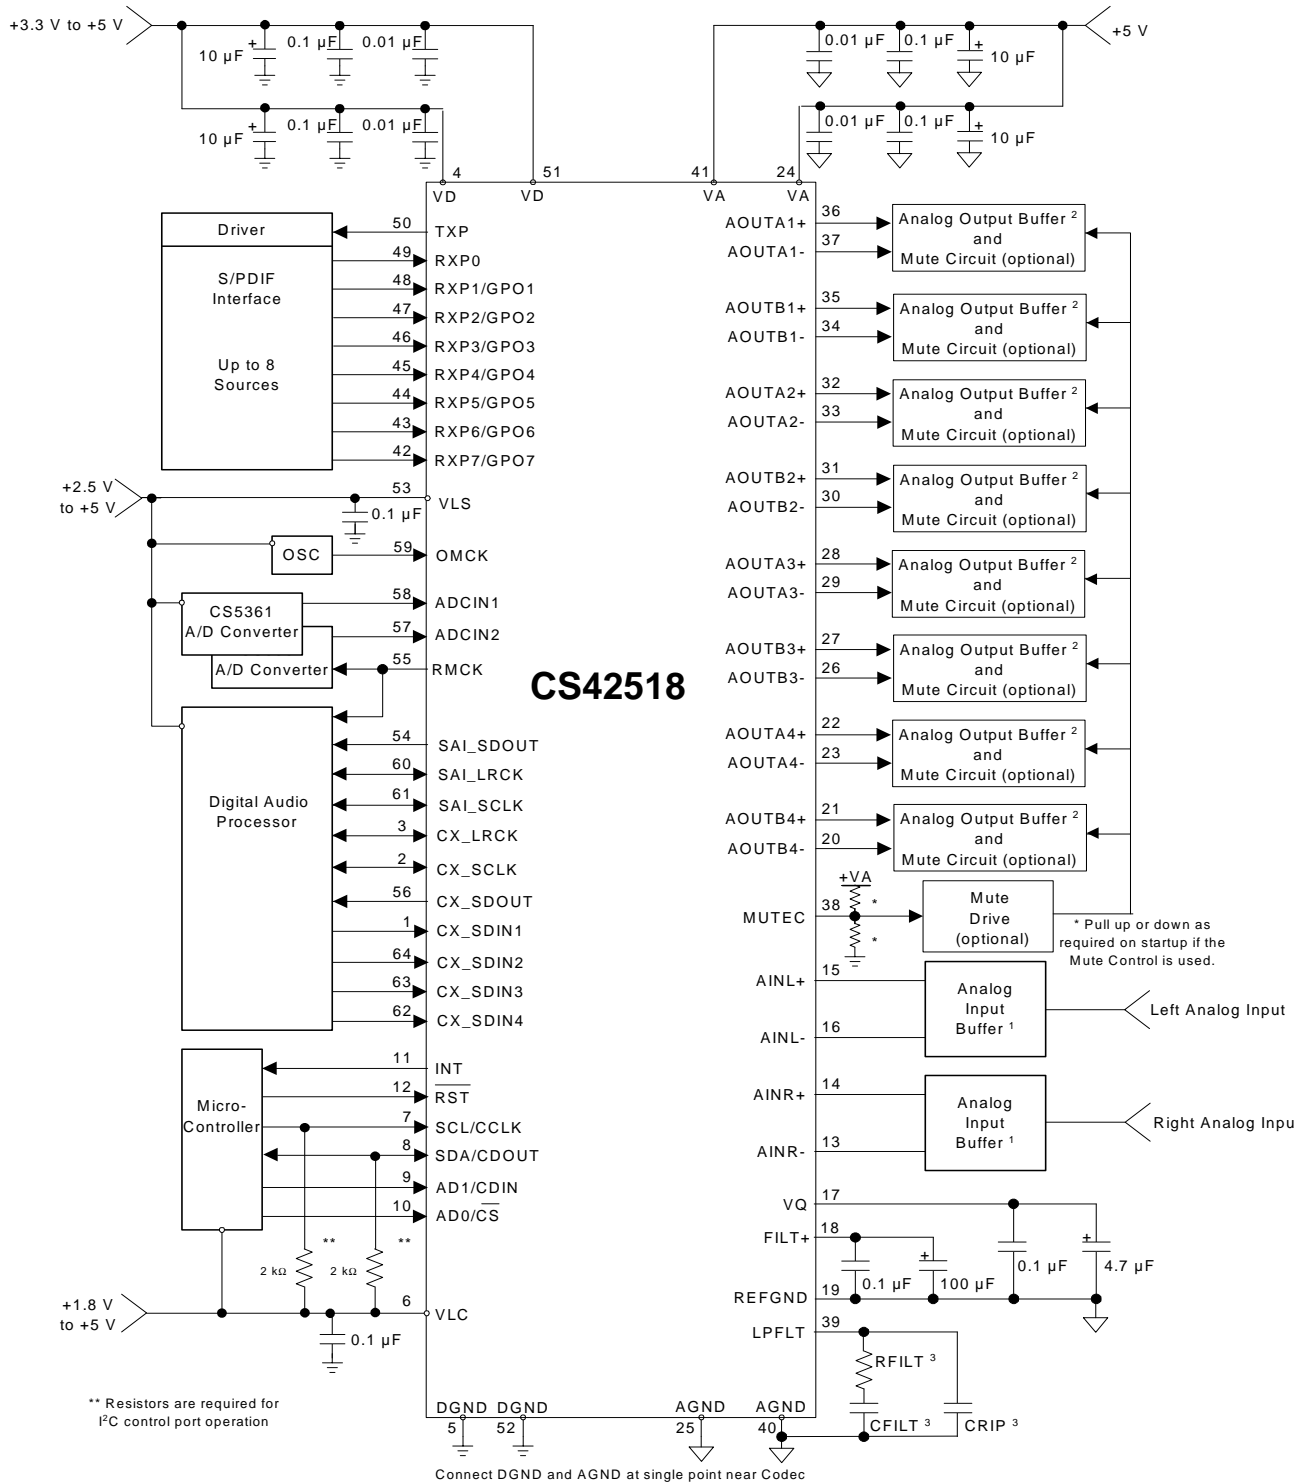 +3.3 V to +5 V
10 µF
+
0.1 µF
0.01 µF
10 µF
+
0.1 µF
0.01 µF
0.01 µF
0.1 µF
+
10 µF
+5 V
0.01 µF
0.1 µF
+
10 µF
4
51
41
24
VD
VD
VA
VA
Driver
S/PDIF
Interface
Up to 8
Sources
50
TXP
49
RXP0
48
RXP1/GPO1
47
RXP2/GPO2
46
RXP3/GPO3
45
RXP4/GPO4
44
RXP5/GPO5
43
RXP6/GPO6
42
RXP7/GPO7
+2.5 V
to +5 V
53
VLS
0.1 µF
OSC
59
OMCK
CS5361
A/D Converter
A/D Converter
58
ADCIN1
57
ADCIN2
55
RMCK
CS42518
Digital Audio
Processor
54
SAI_SDOUT
60
SAI_LRCK
61
SAI_SCLK
3
CX_LRCK
2
CX_SCLK
56
CX_SDOUT
1
CX_SDIN1
64
CX_SDIN2
63
CX_SDIN3
62
CX_SDIN4
Micro-
Controller
11
INT
12
RST
7
SCL/CCLK
8
SDA/CDOUT
9
AD1/CDIN
10
AD0/CS
**
**
2 kΩ
2 kΩ
+1.8 V
to +5 V
6
VLC
0.1 µF
** Resistors are required for
I²C control port operation
AOUTA1+
36
AOUTA1-
37
Analog Output Buffer ²
and
Mute Circuit (optional)
AOUTB1+
35
AOUTB1-
34
Analog Output Buffer ²
and
Mute Circuit (optional)
AOUTA2+
32
AOUTA2-
33
Analog Output Buffer ²
and
Mute Circuit (optional)
AOUTB2+
31
AOUTB2-
30
Analog Output Buffer ²
and
Mute Circuit (optional)
AOUTA3+
28
AOUTA3-
29
Analog Output Buffer ²
and
Mute Circuit (optional)
AOUTB3+
27
AOUTB3-
26
Analog Output Buffer ²
and
Mute Circuit (optional)
AOUTA4+
22
AOUTA4-
23
Analog Output Buffer ²
and
Mute Circuit (optional)
AOUTB4+
21
AOUTB4-
20
Analog Output Buffer ²
and
Mute Circuit (optional)
+VA
*
*
MUTEC
38
Mute
Drive
(optional)
* Pull up or down as
required on startup if the
Mute Control is used.
AINL+
15
AINL-
16
Analog
Input
Buffer ¹
Left Analog Input
AINR+
14
AINR-
13
Analog
Input
Buffer ¹
Right Analog Inpu
VQ
17
FILT+
18
0.1 µF
+
100 µF
0.1 µF
+
4.7 µF
REFGND
19
LPFLT
39
RFILT ³
CFILT ³
CRIP ³
DGND
DGND
AGND
AGND
5
52
25
40
Connect DGND and AGND at single point near Codec